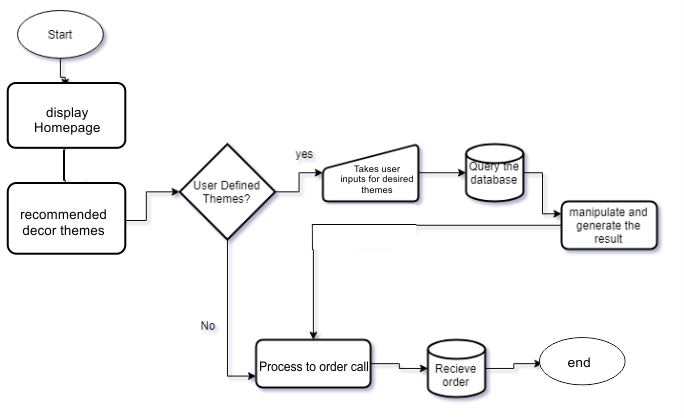 Start
display
Homepage
recommended
decor themes
User Defined
Themes?
yes
Takes user
inputs for desired
themes
Query the
database
manipulate and
generate the
result
No
Process to order call
Recieve
order
end